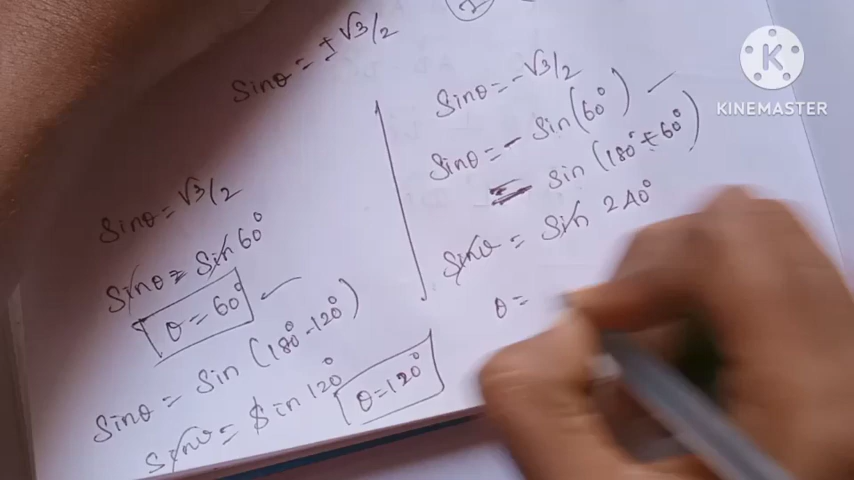 Sinθ = ±√3/2
Sinθ = √3/2
Sinθ = Sin 60°
θ = 60°
Sinθ = Sin (180° - 120°)
Sinθ = Sin 120°
θ = 120°
Sinθ = -√3/2
Sinθ = - Sin (60°)
= Sin (180° + 60°)
Sinθ = Sin 240°
θ =
K
KINEMASTER